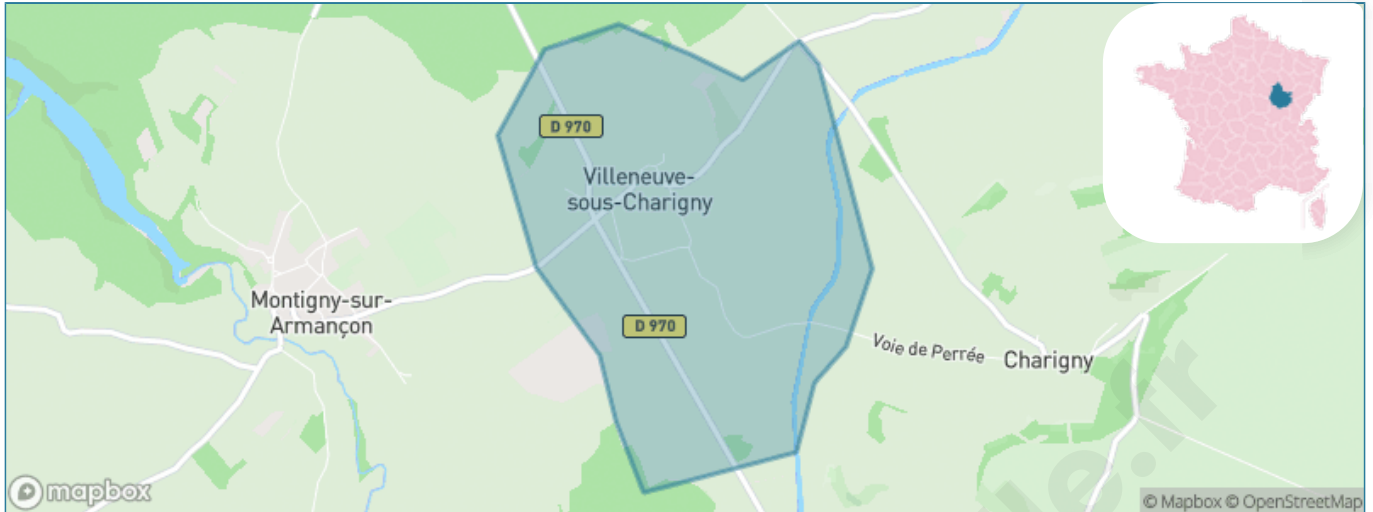 D 970
Villeneuve-
sous-Charigny
Montigny-sur-
Armançon
D 970
Voie de Perrée
Charigny
mapbox
© Mapbox © OpenStreetMap